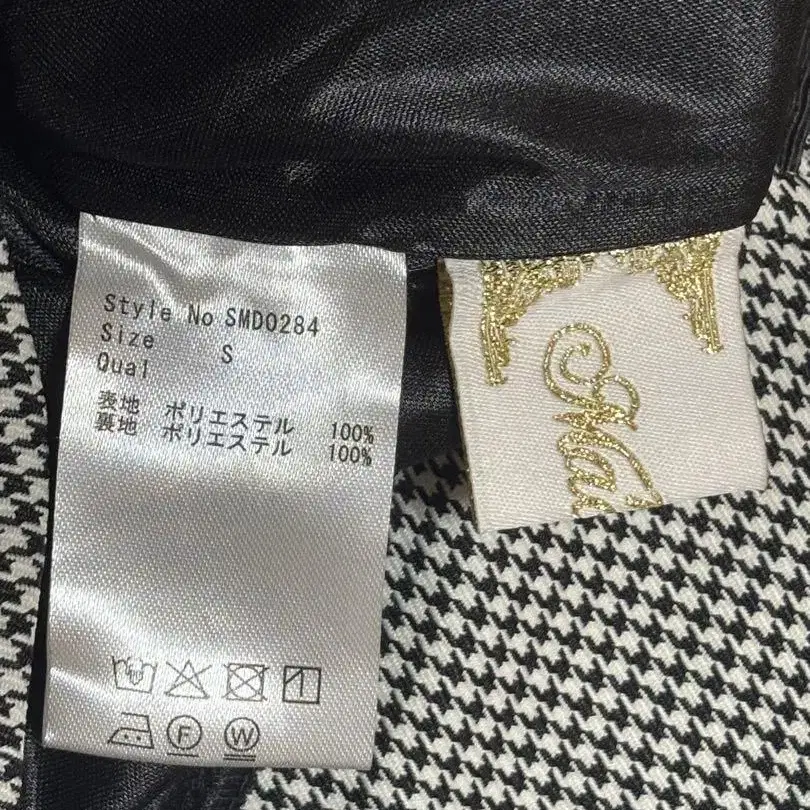 Style No SMD0284
Size S
Qual
表地 ポリエステル 100%
裏地 ポリエステル 100%
F
W